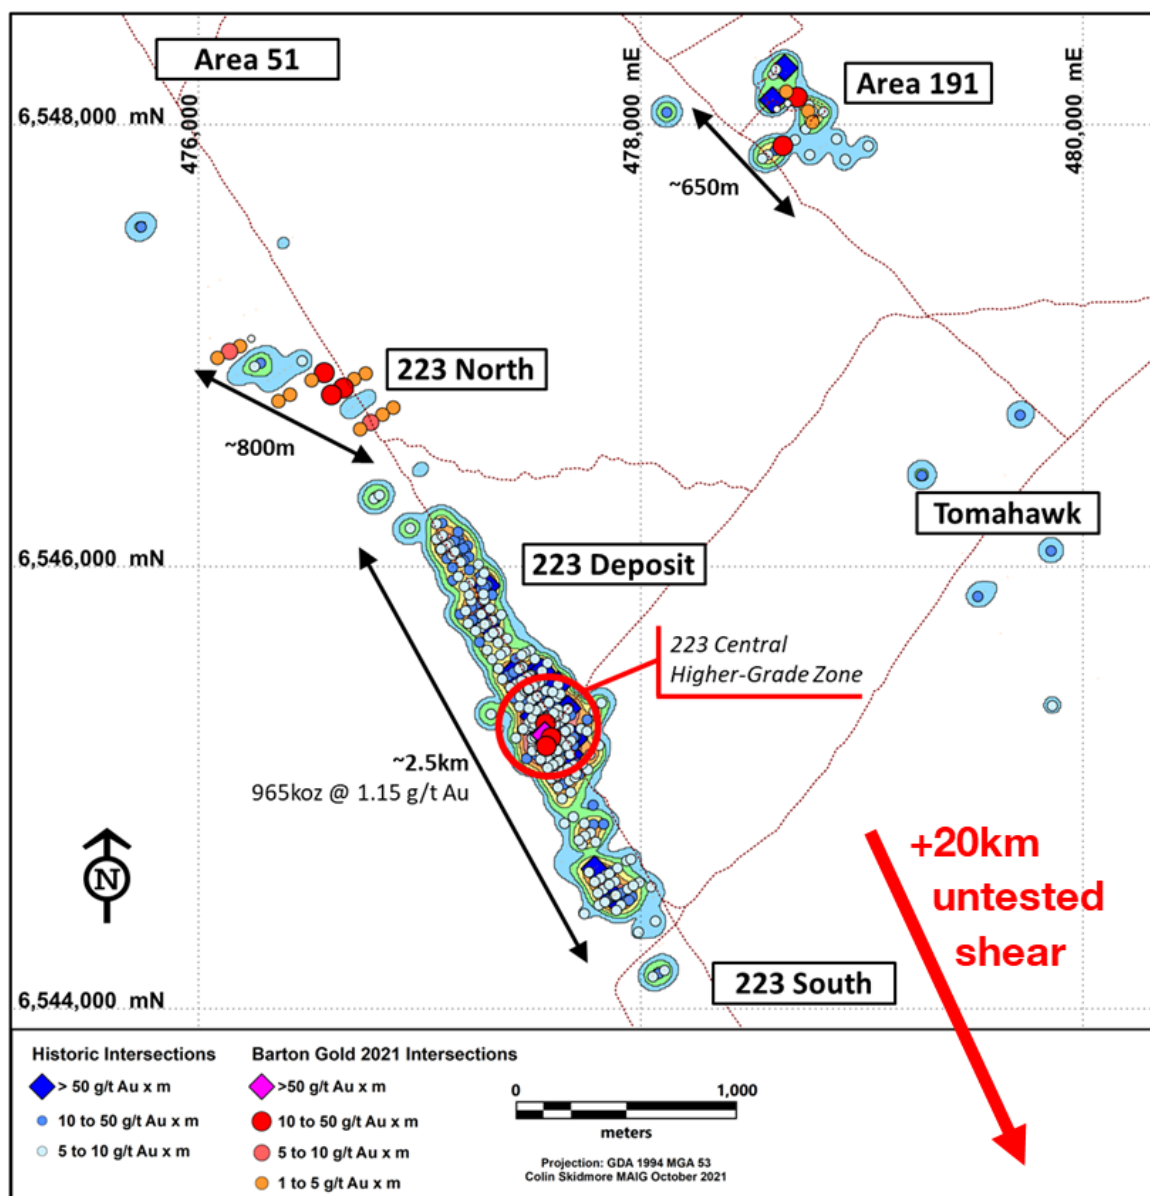 Area 51
mE
mE
Area 191
6,548,000 mN
476,000
478,000
480,000
~650m
223 North
~800m
Tomahawk
6,546,000 mN
223 Deposit
223 Central
Higher-Grade Zone
~2.5km
965koz @ 1.15 g/t Au
+20km
untested
shear
N
223 South
6,544,000 mN
Historic Intersections
> 50 g/t Au x m
10 to 50 g/t Au x m
5 to 10 g/t Au x m
Barton Gold 2021 Intersections
>50 g/t Au x m
10 to 50 g/t Au x m
5 to 10 g/t Au x m
1 to 5 g/t Au x m
0 1,000
meters
Projection: GDA 1994 MGA 53
Colin Skidmore MAIG October 2021